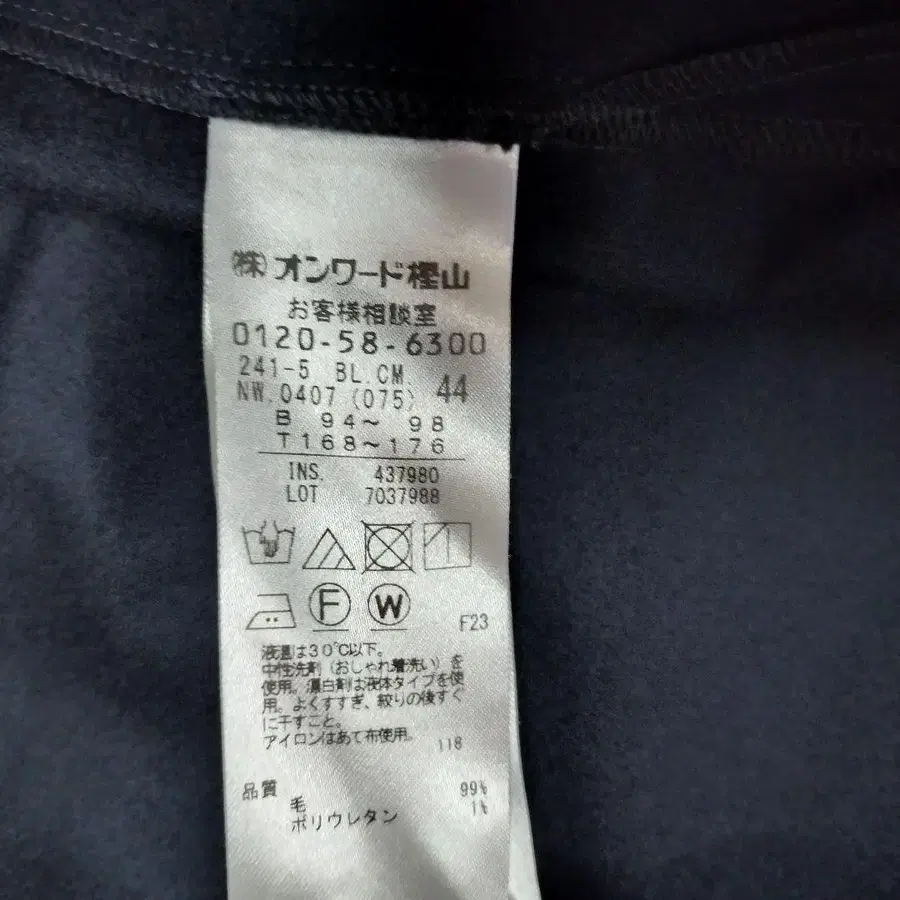 ㈱オンワード樫山
お客様相談室
0120-58-6300
241-5 BL.CM.
NW.0407 (075) 44
B 94～ 98
T168～176
INS. 437980
LOT 7037988
F W
F23
液温は30℃以下。
中性洗剤（おしゃれ着洗い）を
使用。漂白剤は液体タイプを使
用。よくすすぎ、絞りの後すぐ
に干すこと。
アイロンはあて布使用。
118
品質
毛 99%
ポリウレタン 1%